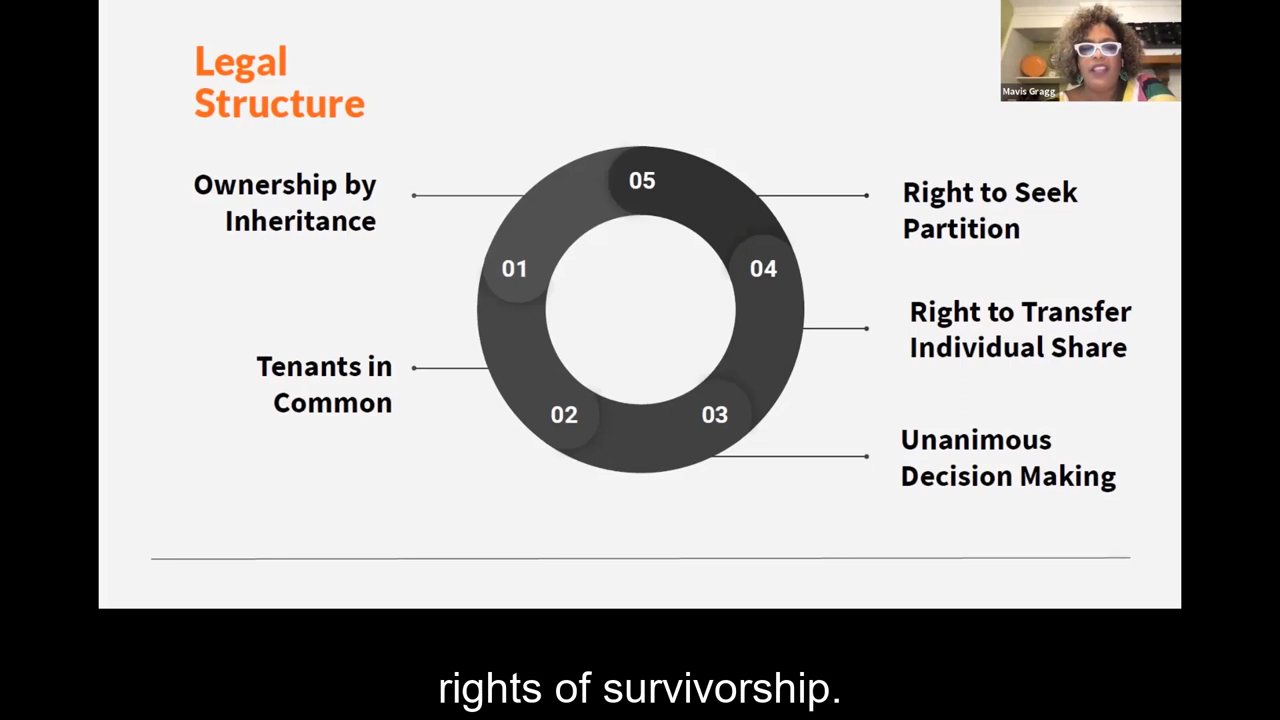 Legal
Structure
Mavis Gragg
Ownership by
Inheritance
Tenants in
Common
05
01
04
02
03
Right to Seek
Partition
Right to Transfer
Individual Share
Unanimous
Decision Making
rights of survivorship.